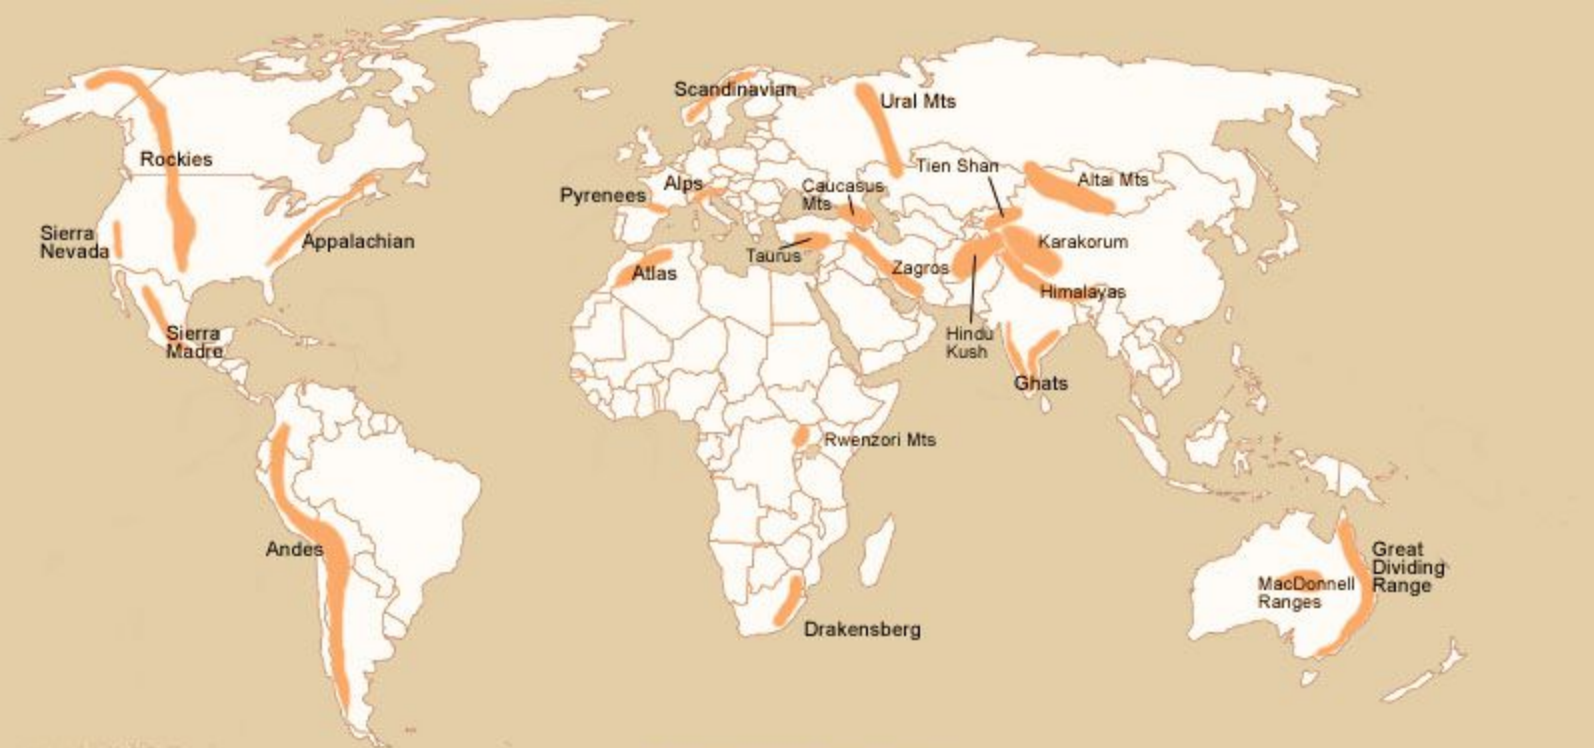 Scandinavian
Ural Mts
Rockies
Tien Shan
Altai Mts
Pyrenees
Alps
Caucasus
Mts
Sierra
Nevada
Appalachian
Karakorum
Taurus
Zagros
Atlas
Himalayas
Sierra
Madre
Hindu
Kush
Ghats
Rwenzori Mts
Andes
Great
Dividing
Range
MacDonnell
Ranges
Drakensberg